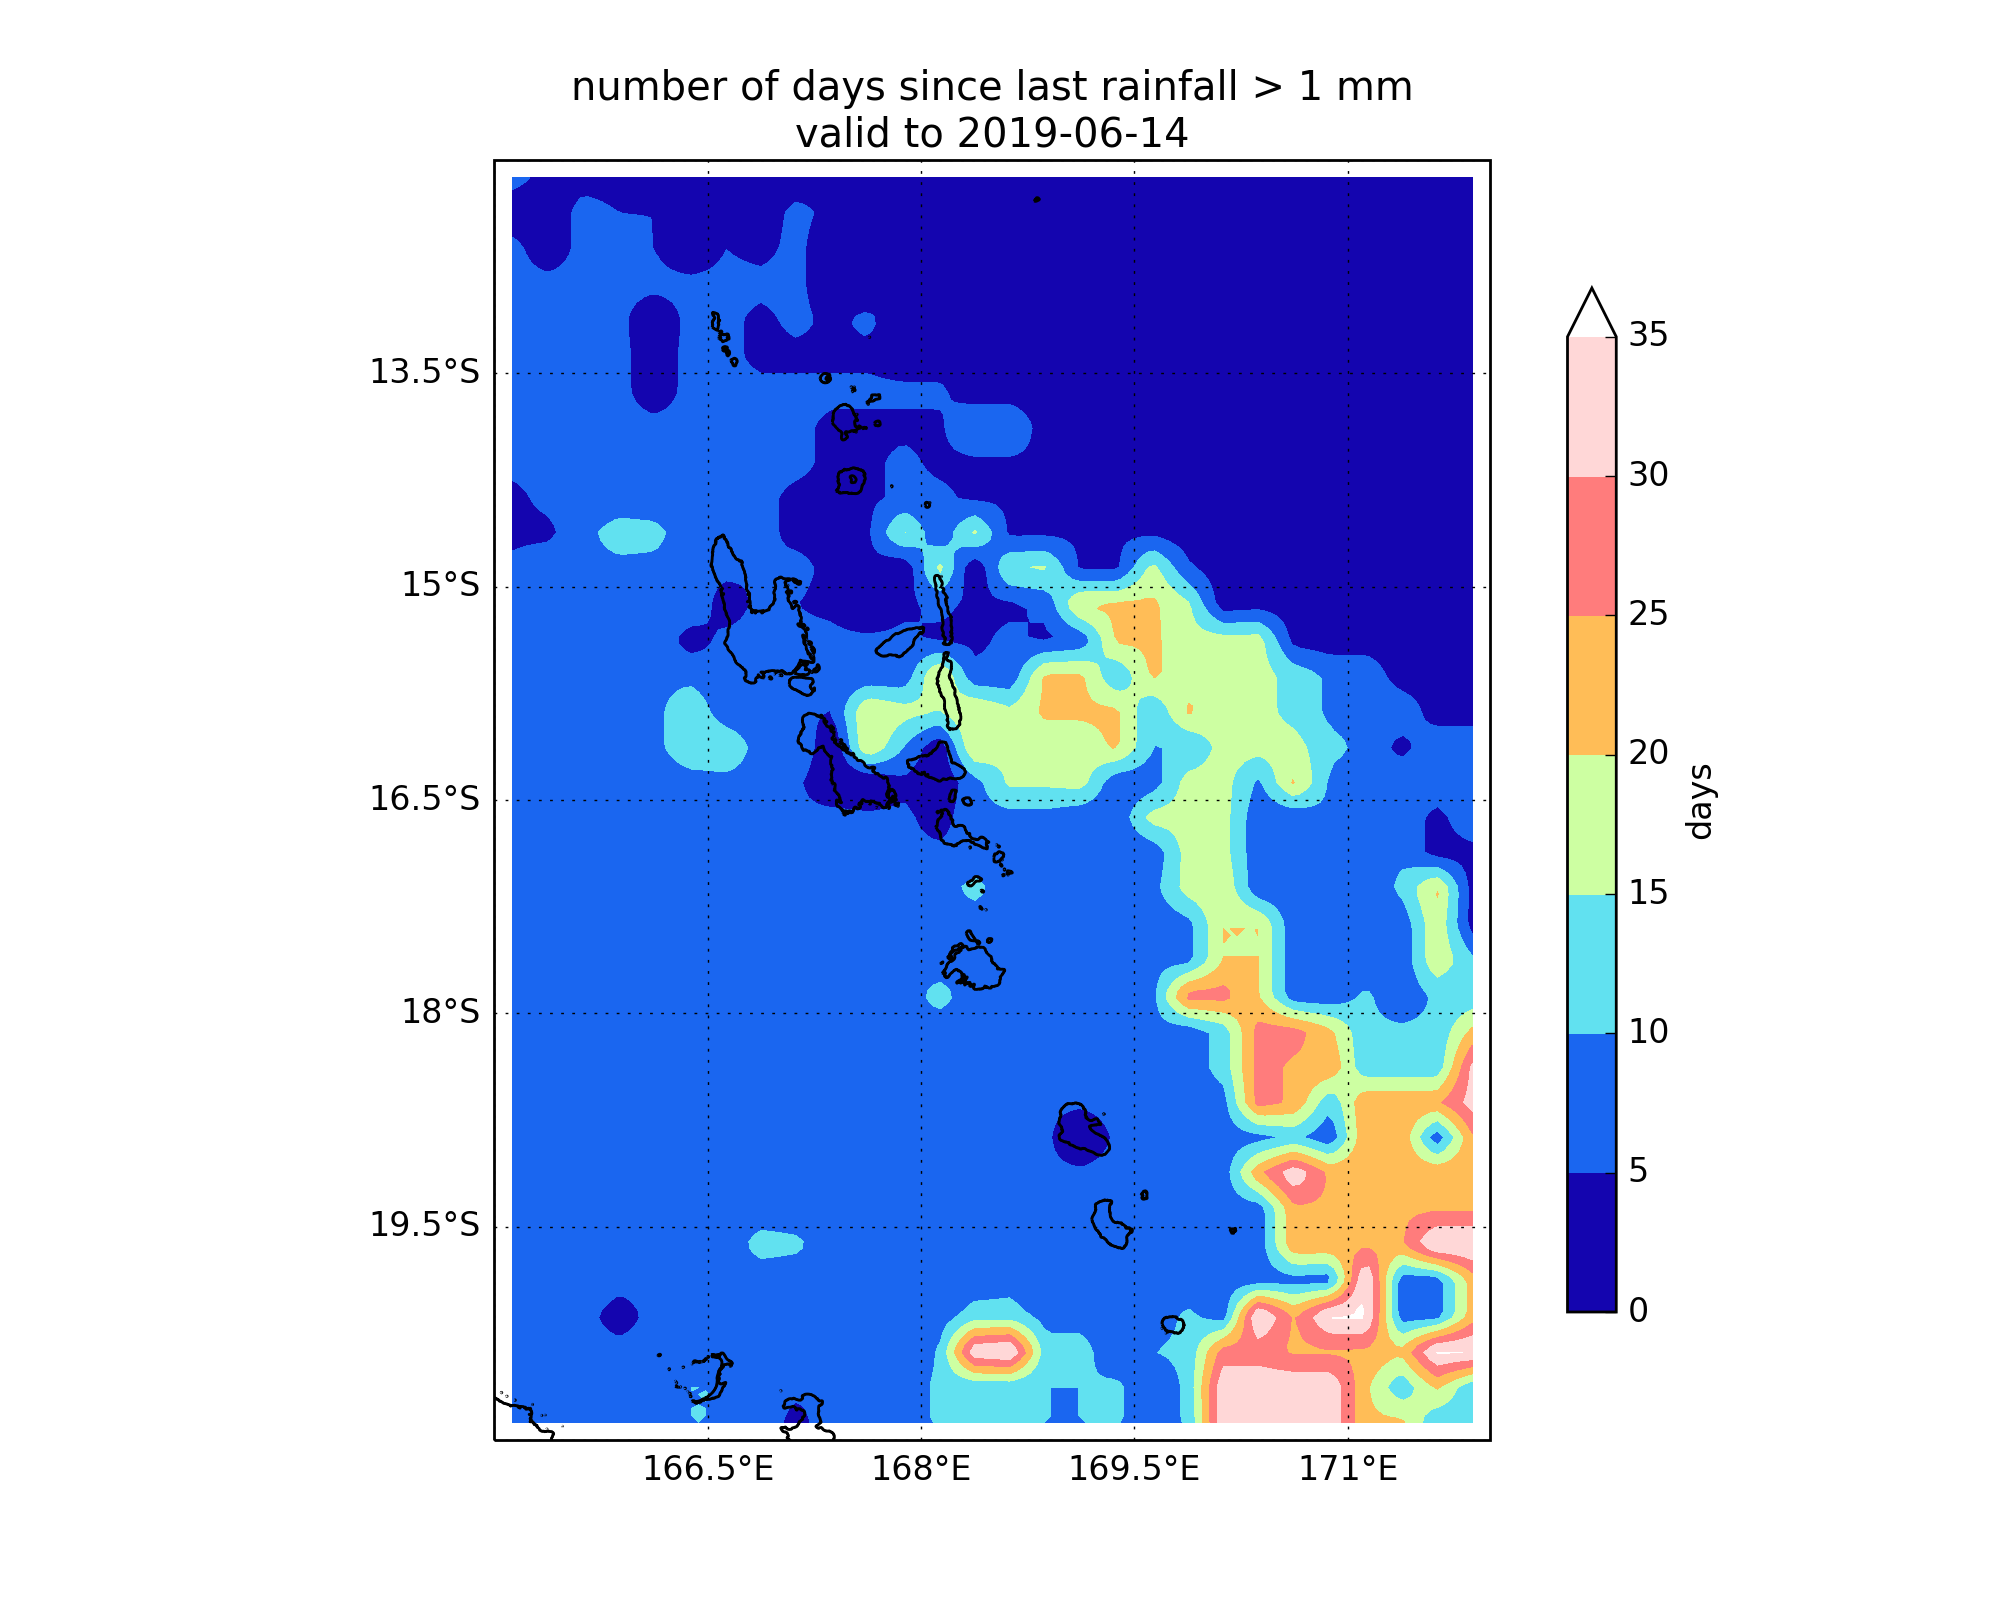 number of days since last rainfall > 1 mm
valid to 2019-06-14
13.5°S
15°S
16.5°S
18°S
19.5°S
166.5°E
168°E
169.5°E
171°E
35
30
25
20
15
10
5
0
days